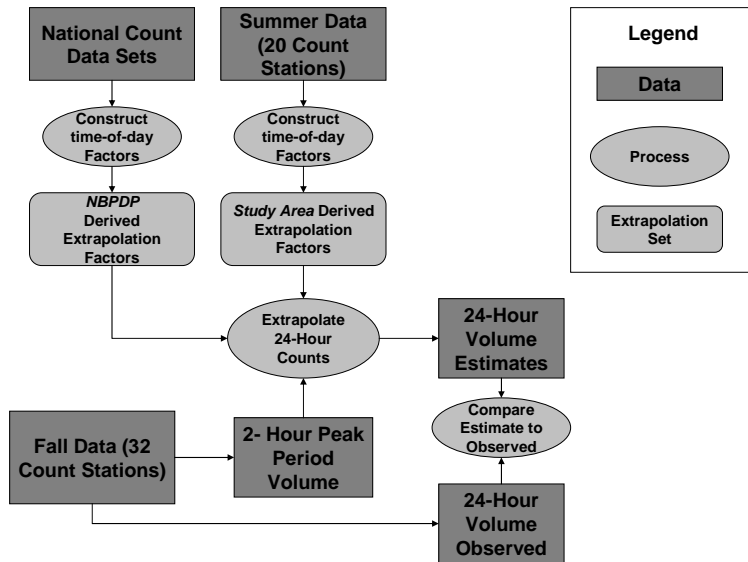 National Count
Data Sets
Summer Data
(20 Count
Stations)
Legend
Data
Process
Extrapolation
Set
Construct
time-of-day
Factors
Construct
time-of-day
Factors
NBPDP
Derived
Extrapolation
Factors
Study Area Derived
Extrapolation
Factors
Extrapolate
24-Hour
Counts
24-Hour
Volume
Estimates
Compare
Estimate to
Observed
Fall Data (32
Count Stations)
2- Hour Peak
Period
Volume
24-Hour
Volume
Observed